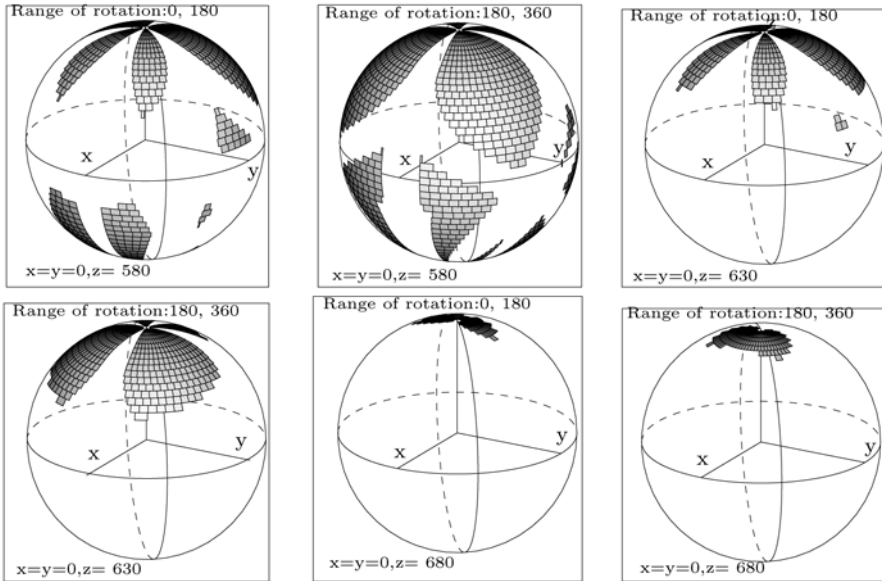 Range of rotation:0, 180
x
y
x=y=0,z= 580
Range of rotation:180, 360
x
y
x=y=0,z= 580
Range of rotation:0, 180
x
y
x=y=0,z= 630
Range of rotation:180, 360
x
y
x=y=0,z= 630
Range of rotation:0, 180
x
y
x=y=0,z= 680
Range of rotation:180, 360
x
y
x=y=0,z= 680